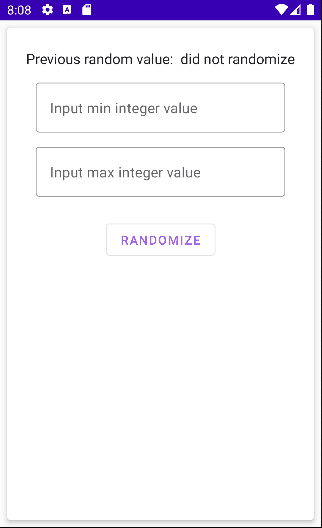 8:08
Previous random value: did not randomize
Input min integer value
Input max integer value
RANDOMIZE